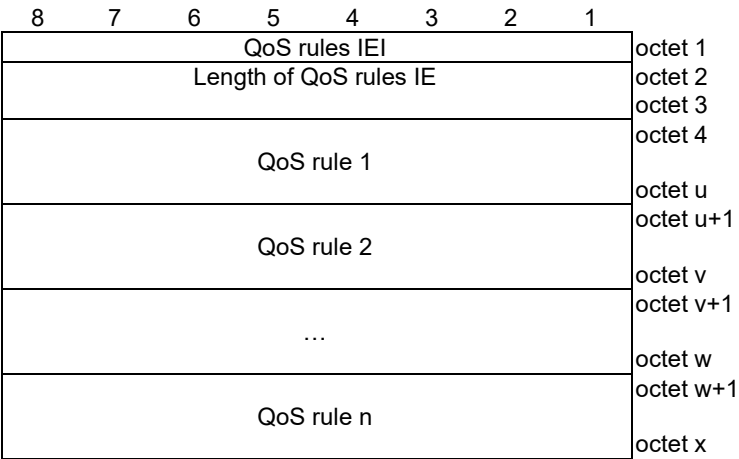 8 7 6 5 4 3 2 1
QoS rules IEI octet 1
Length of QoS rules IE octet 2
octet 3
octet 4
QoS rule 1
octet u
octet u+1
QoS rule 2
octet v
octet v+1
…
octet w
octet w+1
QoS rule n
octet x